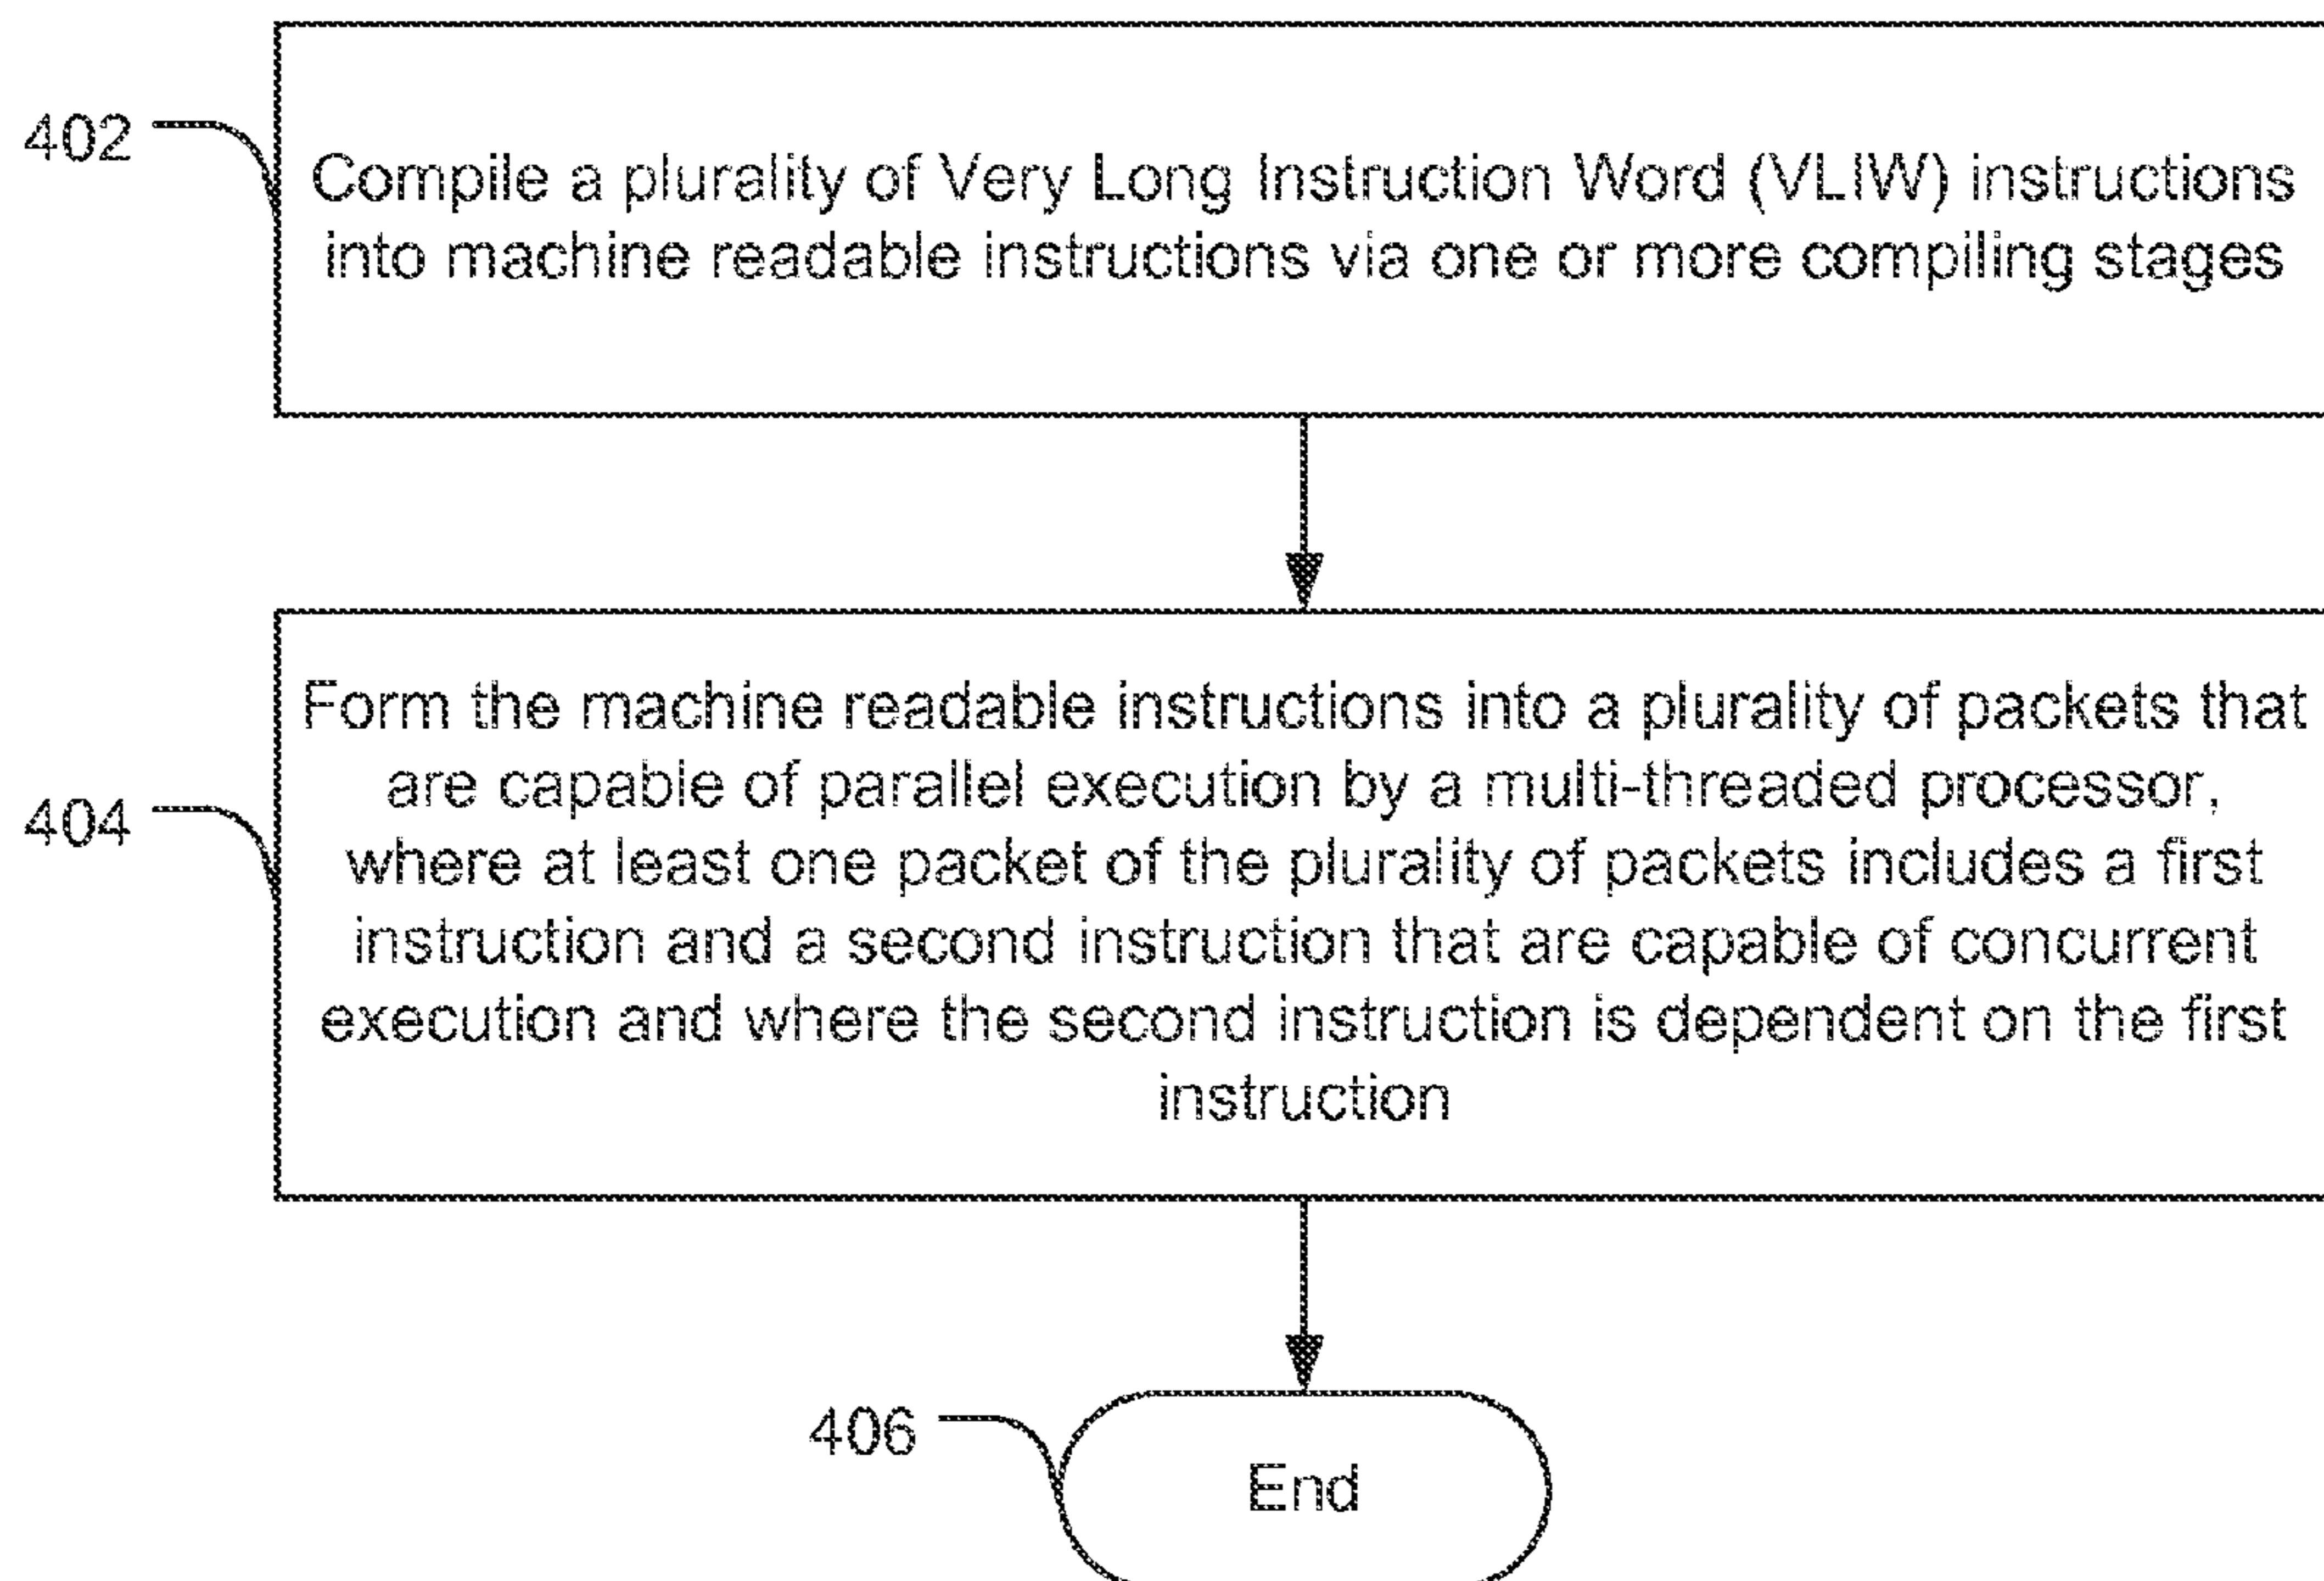 402
Compile a plurality of Very Long Instruction Word (VLIW) instructions
into machine readable instructions via one or more compiling stages
Form the machine readable instructions into a plurality of packets that
are capable of parallel execution by a multi-threaded processor,
404
where at least one packet of the plurality of packets includes a first
instruction and a second instruction that are capable of concurrent
execution and where the second instruction is dependent on the first
instruction
406
End